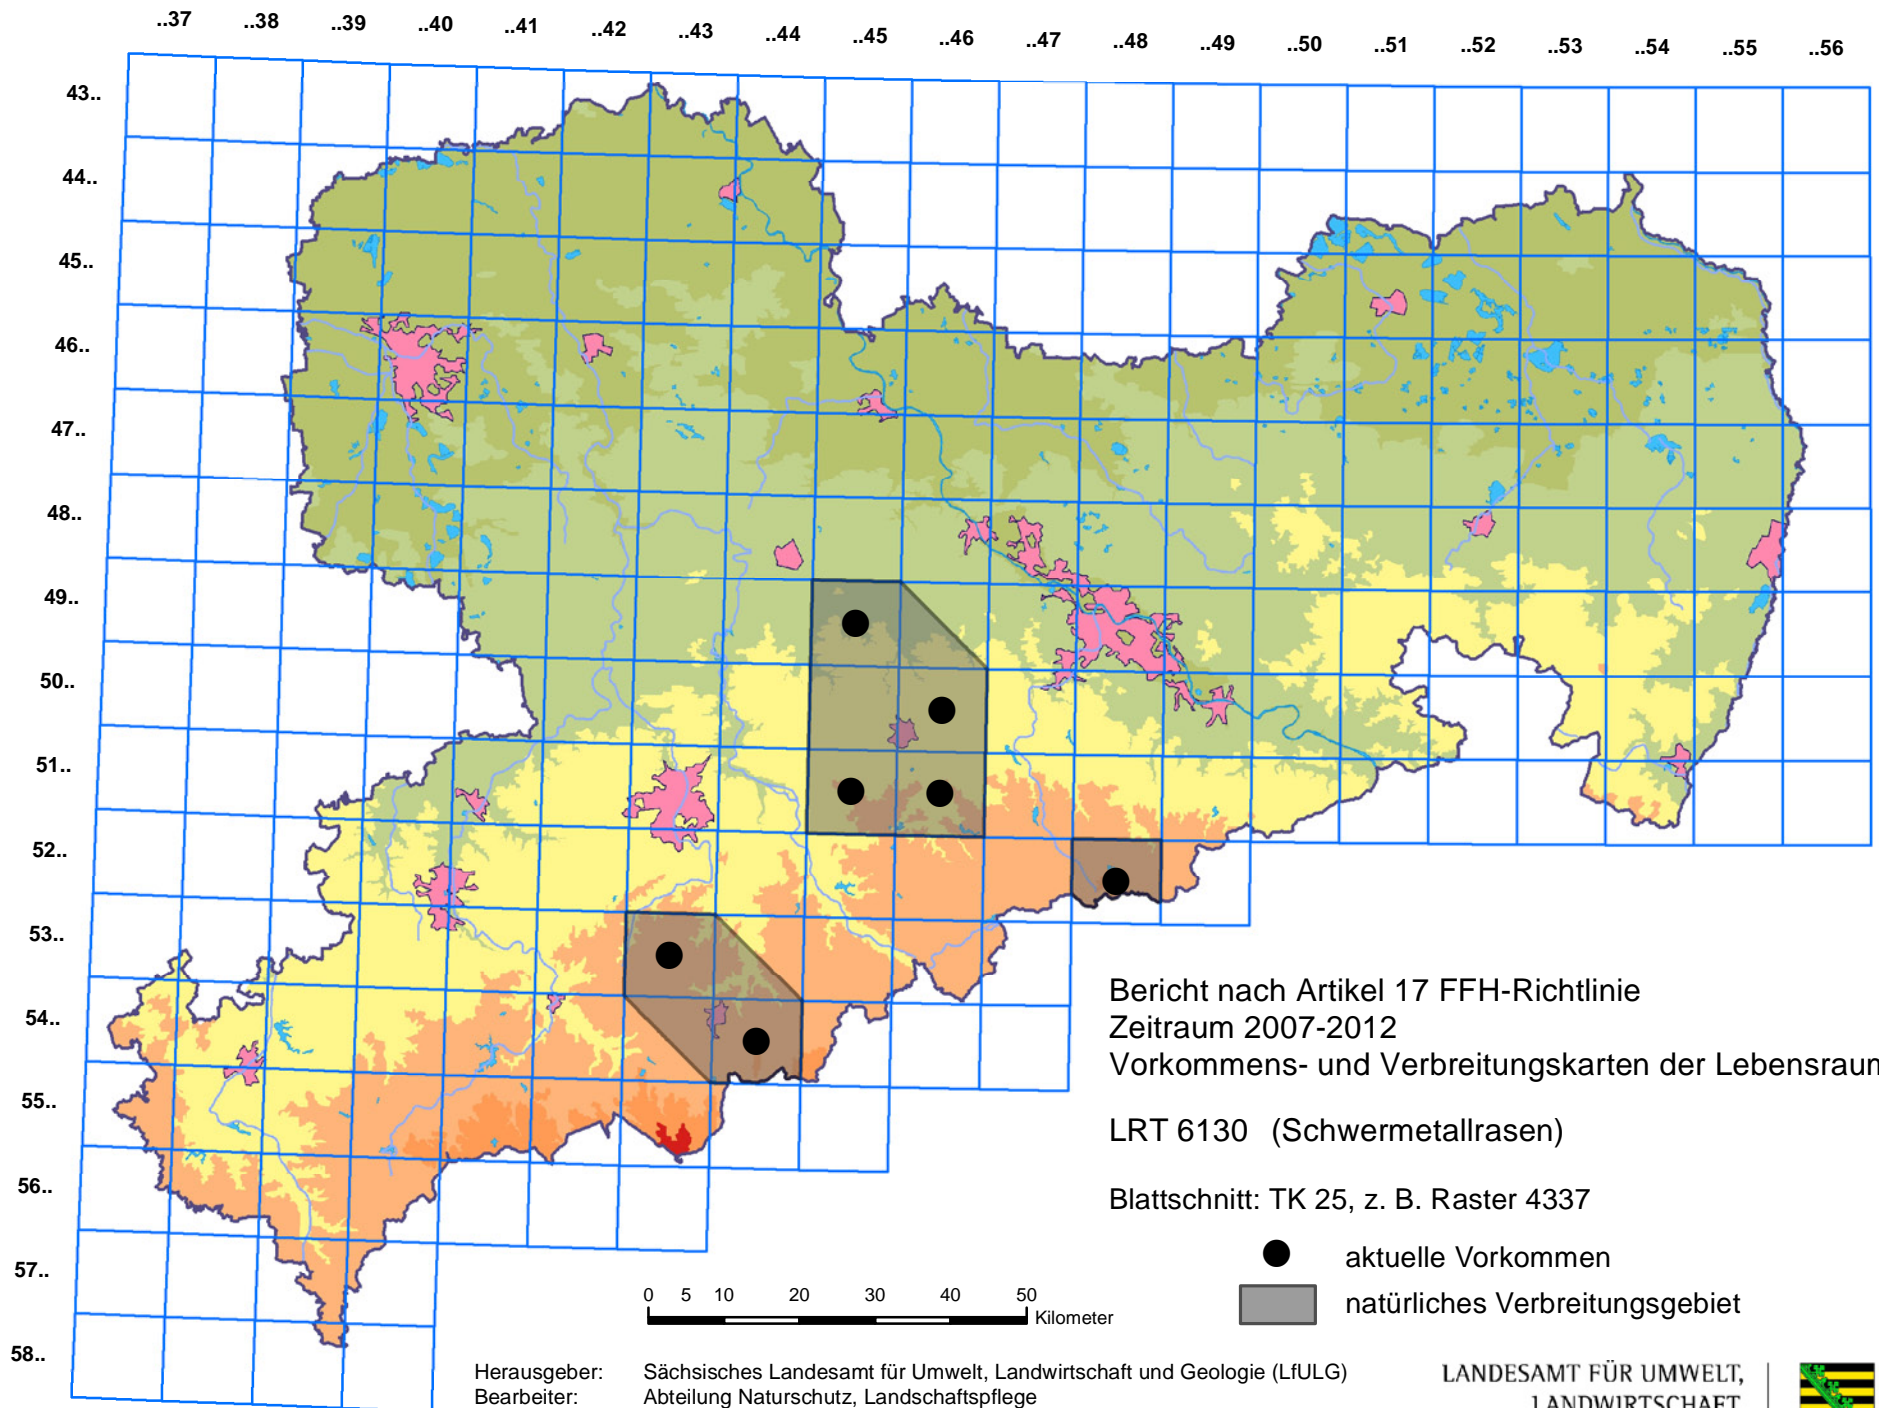 ..37 ..38 ..39 ..40 ..41 ..42 ..43 ..44 ..45 ..46 ..47 ..48 ..49 ..50 ..51 ..52 ..53 ..54 ..55 ..56
43..
44..
45..
46..
47..
48..
49..
50..
51..
52..
53..
54..
55..
56..
57..
58..
Bericht nach Artikel 17 FFH-Richtlinie
Zeitraum 2007-2012
Vorkommens- und Verbreitungskarten der Lebensraum
LRT 6130 (Schwermetallrasen)
Blattschnitt: TK 25, z. B. Raster 4337
aktuelle Vorkommen
natürliches Verbreitungsgebiet
0 5 10 20 30 40 50
Kilometer
Herausgeber: Sächsisches Landesamt für Umwelt, Landwirtschaft und Geologie (LfULG)
Bearbeiter: Abteilung Naturschutz, Landschaftspflege
LANDESAMT FÜR UMWELT,
LANDWIRTSCHAFT